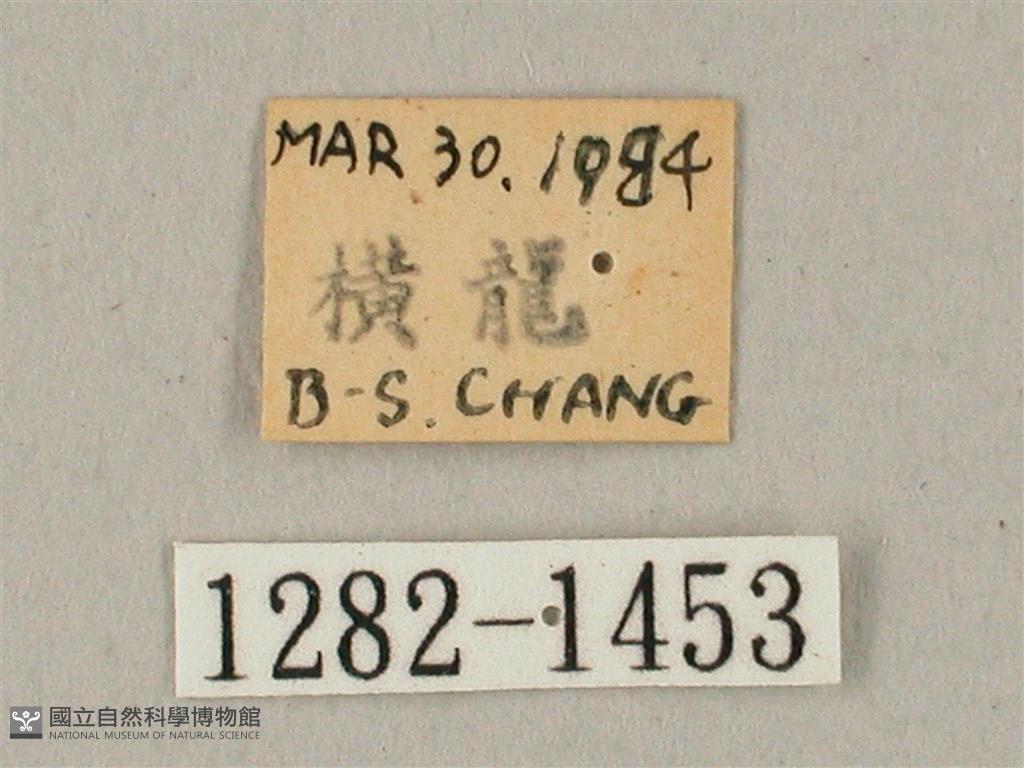 MAR 30. 1984
橫龍
B-S. CHANG
1282-1453
國立自然科學博物館
NATIONAL MUSEUM OF NATURAL SCIENCE